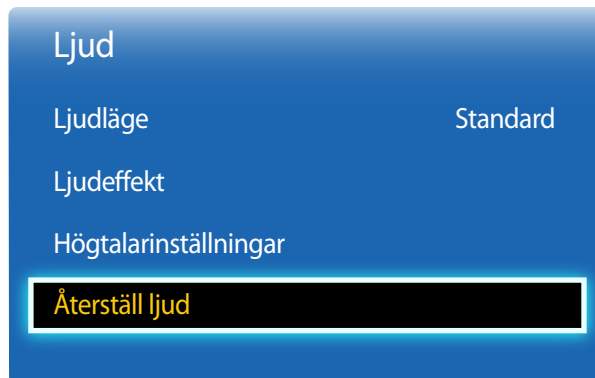 Ljud
Ljudläge Standard
Ljudeffekt
Högtalarinställningar
Återställ ljud